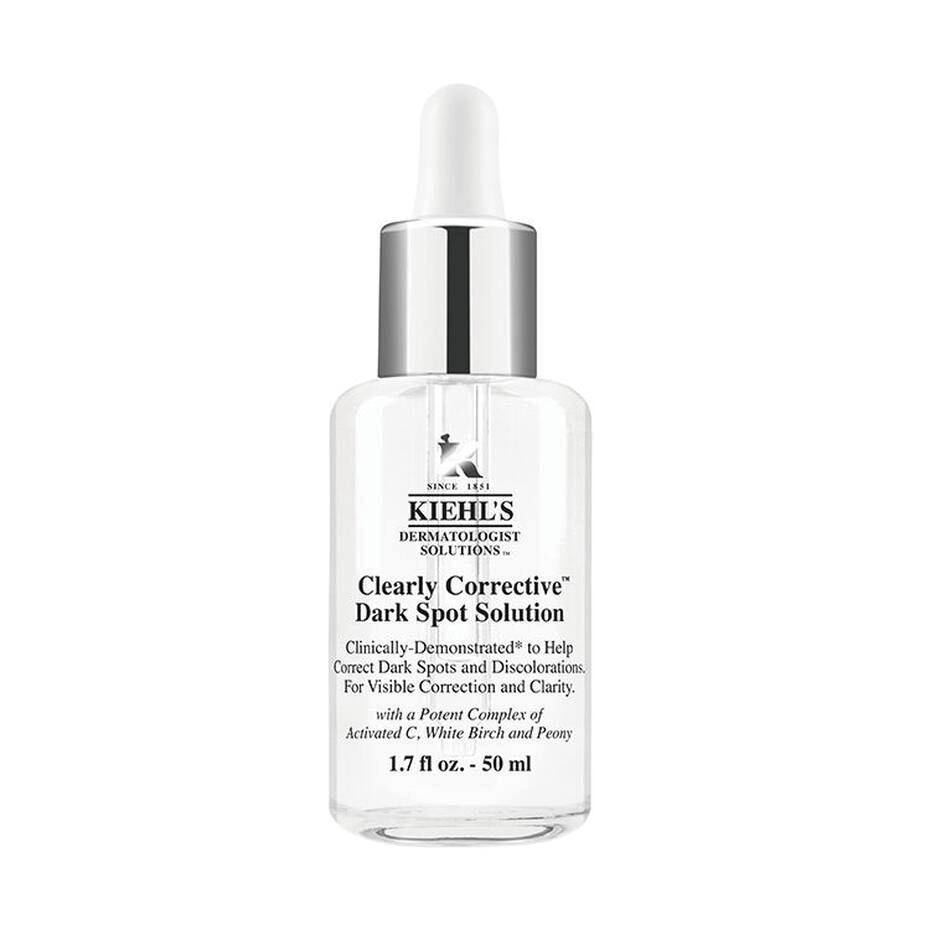 K
SINCE 1851
KIEHL'S
DERMATOLOGIST
SOLUTIONS™
Clearly Corrective™
Dark Spot Solution
Clinically-Demonstrated* to Help
Correct Dark Spots and Discolorations.
For Visible Correction and Clarity.
with a Potent Complex of
Activated C, White Birch and Peony
1.7 fl oz. - 50 ml